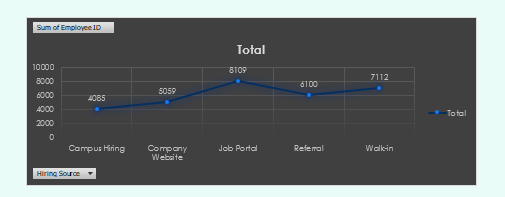 Sum of Employee ID
Total
10000
8000
6000
4000
2000
0
4085
5059
8109
6100
7112
Campus Hiring
Company
Website
Job Portal
Referral
Walk-in
Total
Hiring Source